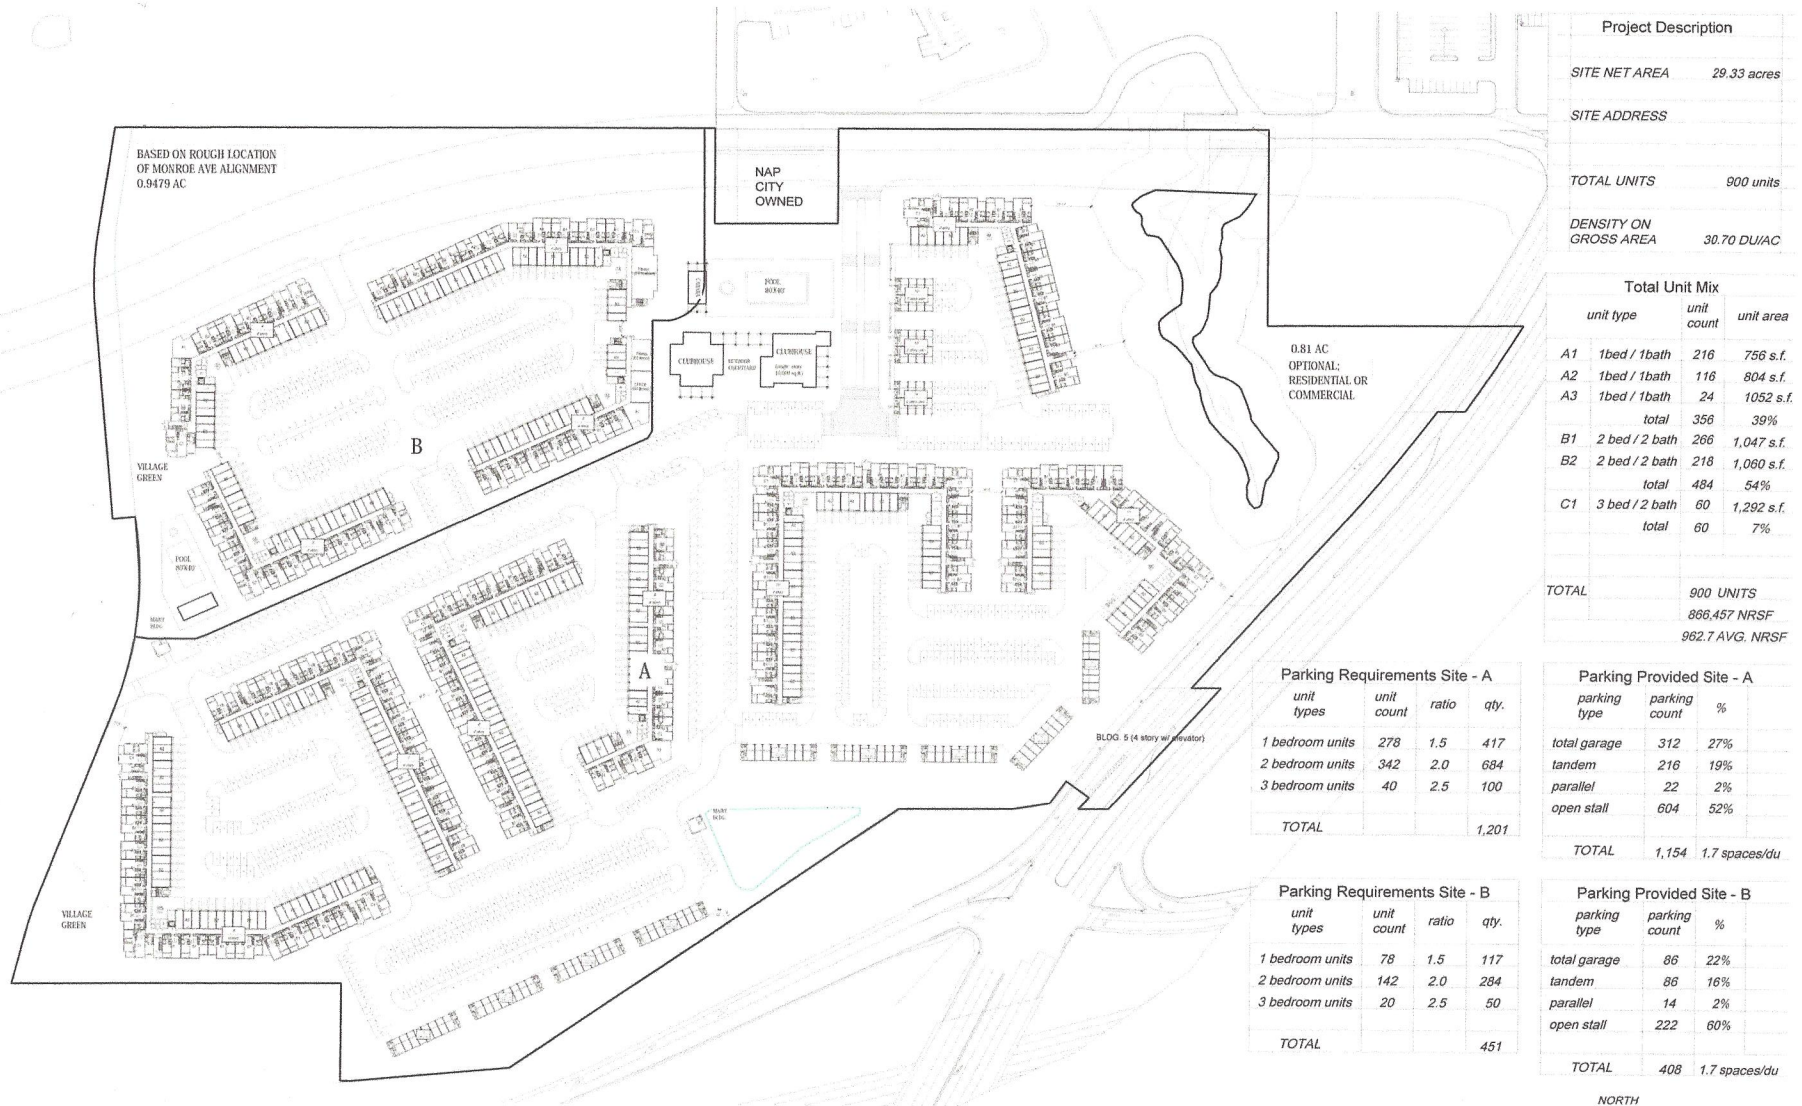 BASED ON ROUGH LOCATION
OF MONROE AVE ALIGNMENT
0.9479 AC
NAP
CITY
OWNED
POOL
80'X40'
CLUBHOUSE
EXTERIOR
COURTYARD
CLUBHOUSE
0.81 AC
OPTIONAL:
RESIDENTIAL OR
COMMERCIAL
B
VILLAGE
GREEN
POOL
80'X40'
MAINT
BLDG.
A
BLDG. 5 (4 story w/ elevator)
MAINT
BLDG.
VILLAGE
GREEN
Project Description
SITE NET AREA 29.33 acres
SITE ADDRESS
TOTAL UNITS 900 units
DENSITY ON
GROSS AREA 30.70 DU/AC
Total Unit Mix
unit type unit count unit area
A1 1bed / 1bath 216 756 s.f.
A2 1bed / 1bath 116 804 s.f.
A3 1bed / 1bath 24 1052 s.f.
total 356 39%
B1 2 bed / 2 bath 266 1,047 s.f.
B2 2 bed / 2 bath 218 1,060 s.f.
total 484 54%
C1 3 bed / 2 bath 60 1,292 s.f.
total 60 7%
TOTAL 900 UNITS
866,457 NRSF
962.7 AVG. NRSF
Parking Requirements Site - A
unit types unit count ratio qty.
1 bedroom units 278 1.5 417
2 bedroom units 342 2.0 684
3 bedroom units 40 2.5 100
TOTAL 1,201
Parking Provided Site - A
parking type parking count %
total garage 312 27%
tandem 216 19%
parallel 22 2%
open stall 604 52%
TOTAL 1,154 1.7 spaces/du
Parking Requirements Site - B
unit types unit count ratio qty.
1 bedroom units 78 1.5 117
2 bedroom units 142 2.0 284
3 bedroom units 20 2.5 50
TOTAL 451
Parking Provided Site - B
parking type parking count %
total garage 86 22%
tandem 86 16%
parallel 14 2%
open stall 222 60%
TOTAL 408 1.7 spaces/du
NORTH